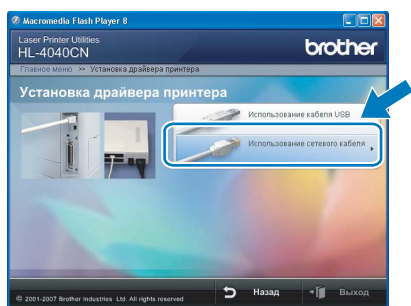 Macromedia Flash Player 8
Laser Printer Utilities
HL-4040CN
brother
Главное меню >> Установка драйвера принтера
Установка драйвера принтера
Использование кабеля USB
Использование сетевого кабеля
© 2001-2007 Brother Industries Ltd. All rights reserved
Назад
Выход